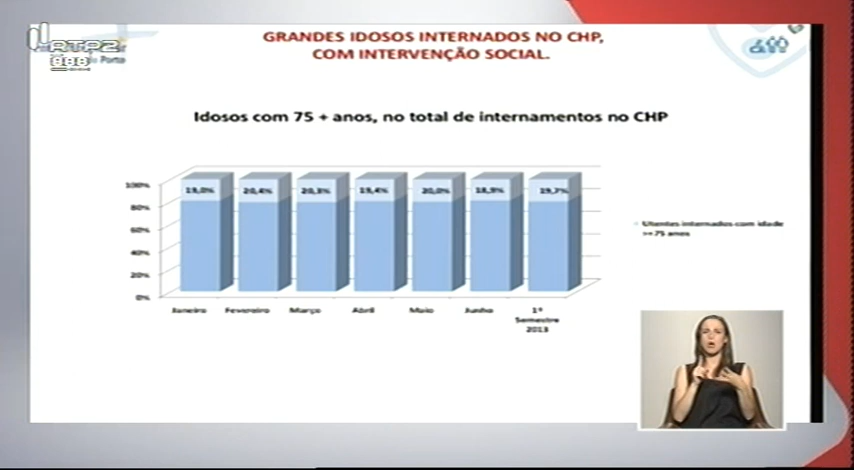 RTP2
Porto
GRANDES IDOSOS INTERNADOS NO CHP,
COM INTERVENÇÃO SOCIAL.
Idosos com 75 + anos, no total de internamentos no CHP
100%
80%
60%
40%
20%
0%
19,0%
20,4%
20,3%
19,4%
20,0%
18,9%
19,7%
Janeiro
Fevereiro
Março
Abril
Maio
Junho
1º
Semestre
2013
Utentes internados com idade
>=75 anos